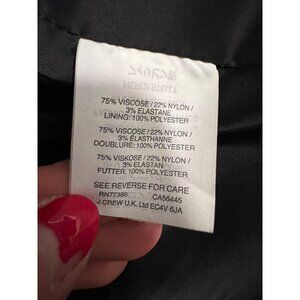 75% VISCOSE / 22% NYLON /
3% ELASTANE
LINING: 100% POLYESTER
75% VISCOSE / 22% NYLON /
3% ELASTHANNE
DOUBLURE: 100% POLYESTER
75% VISKOSE / 22% NYLON /
3% ELASTAN
FUTTER: 100% POLYESTER
SEE REVERSE FOR CARE
RN77388 CA56445
J.CREW U.K. Ltd EC4V 6JA